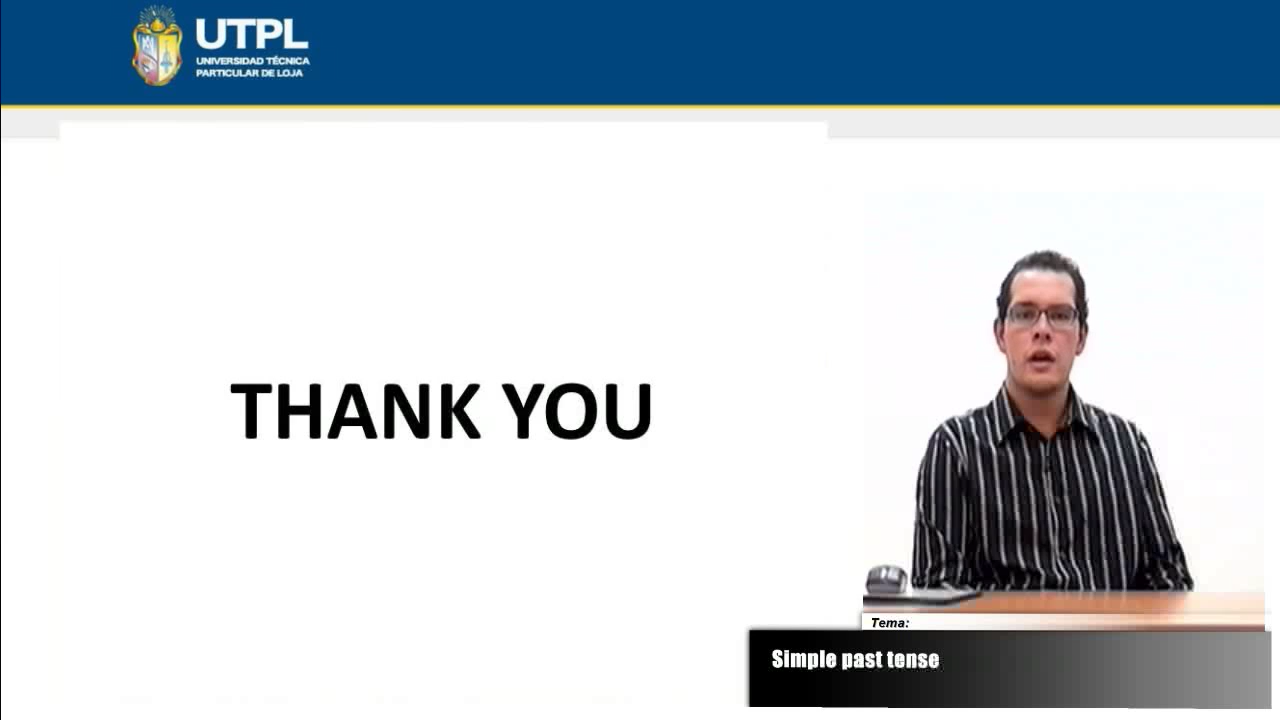 UTPL
UNIVERSIDAD TÉCNICA
PARTICULAR DE LOJA
THANK YOU
Tema:
Simple past tense